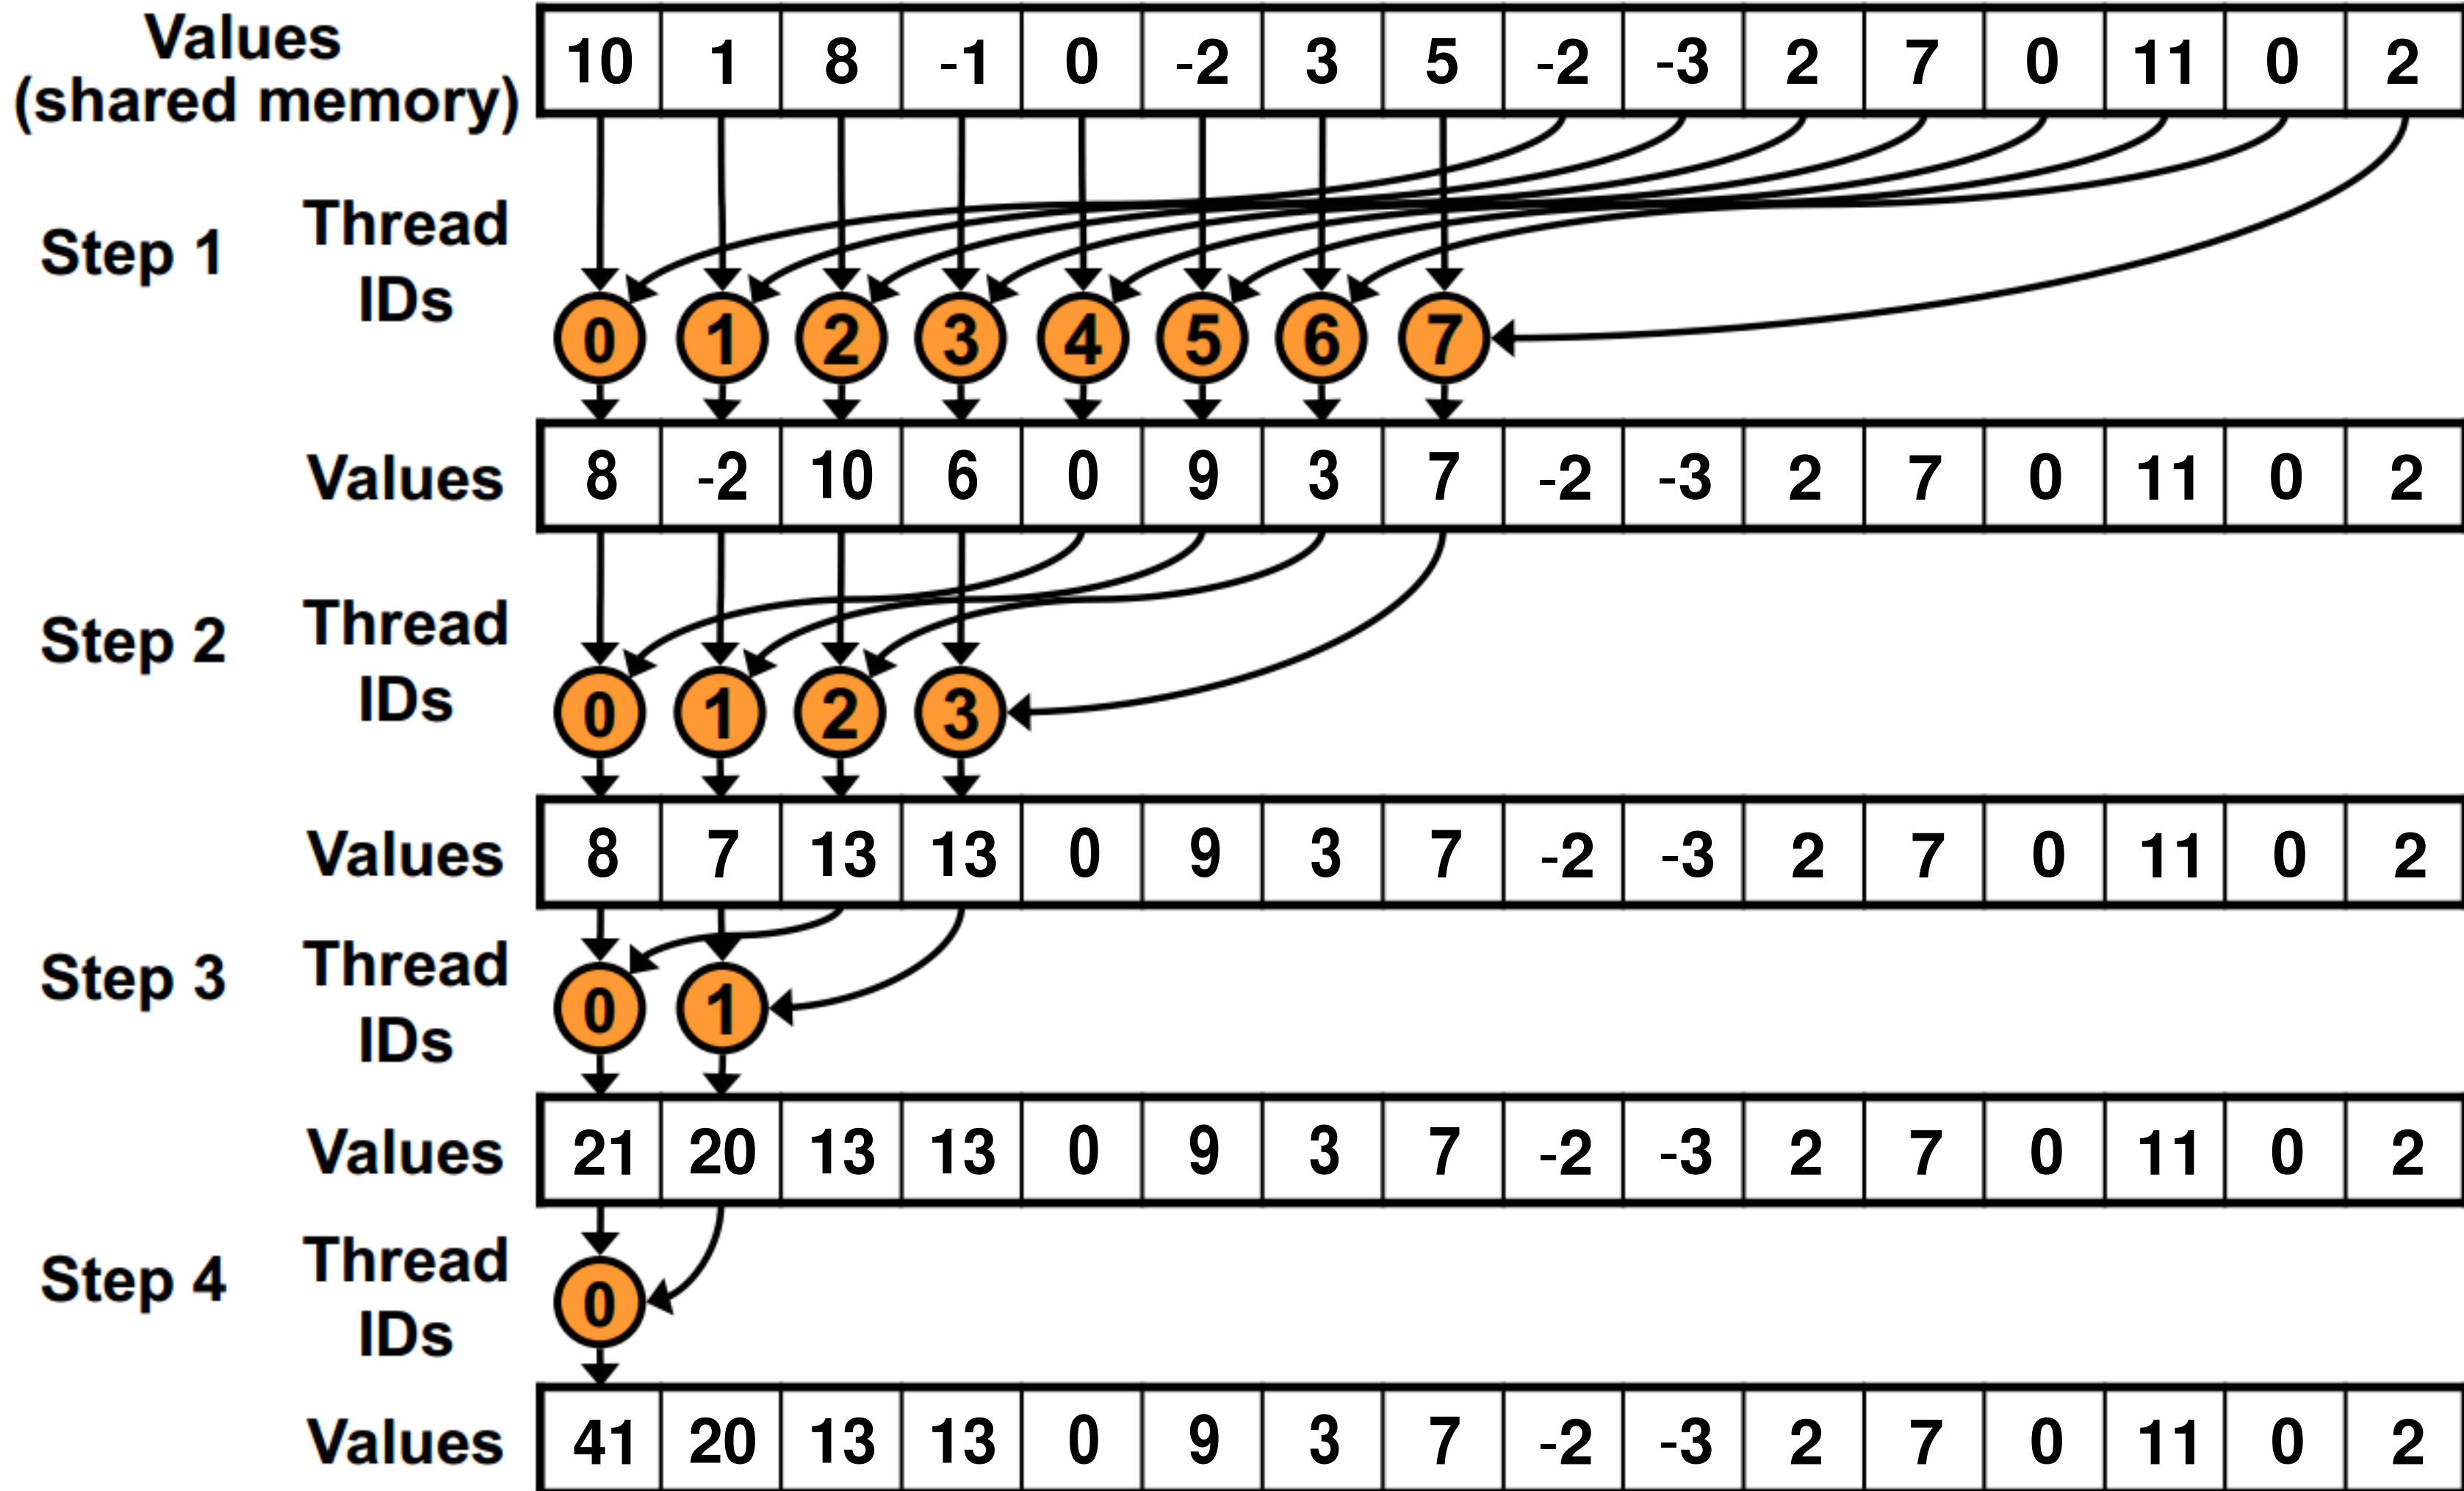 Values
(shared memory)
10 1 8 -1 0 -2 3 5 -2 -3 2 7 0 11 0 2
Step 1
Thread
IDs
0 1 2 3 4 5 6 7
Values
8 -2 10 6 0 9 3 7 -2 -3 2 7 0 11 0 2
Step 2
Thread
IDs
0 1 2 3
Values
8 7 13 13 0 9 3 7 -2 -3 2 7 0 11 0 2
Step 3
Thread
IDs
0 1
Values
21 20 13 13 0 9 3 7 -2 -3 2 7 0 11 0 2
Step 4
Thread
IDs
0
Values
41 20 13 13 0 9 3 7 -2 -3 2 7 0 11 0 2